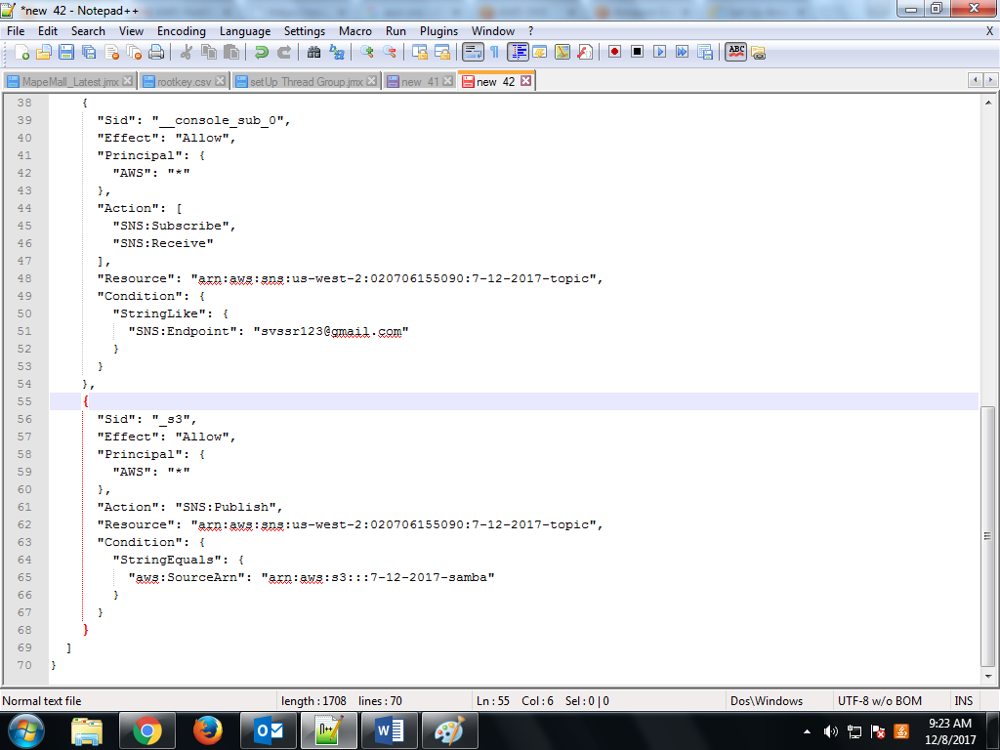 *new 42 - Notepad++
File Edit Search View Encoding Language Settings Macro Run Plugins Window ? X
MapeMall_Latest.jmx rootkey.csv setUp Thread Group.jmx new 41 new 42
38 {
39 "Sid": "__console_sub_0",
40 "Effect": "Allow",
41 "Principal": {
42 "AWS": "*"
43 },
44 "Action": [
45 "SNS:Subscribe",
46 "SNS:Receive"
47 ],
48 "Resource": "arn:aws:sns:us-west-2:020706155090:7-12-2017-topic",
49 "Condition": {
50 "StringLike": {
51 "SNS:Endpoint": "svssr123@gmail.com"
52 }
53 }
54 },
55 {
56 "Sid": "_s3",
57 "Effect": "Allow",
58 "Principal": {
59 "AWS": "*"
60 },
61 "Action": "SNS:Publish",
62 "Resource": "arn:aws:sns:us-west-2:020706155090:7-12-2017-topic",
63 "Condition": {
64 "StringEquals": {
65 "aws:SourceArn": "arn:aws:s3:::7-12-2017-samba"
66 }
67 }
68 }
69 ]
70 }
Normal text file length : 1708 lines : 70 Ln : 55 Col : 6 Sel : 0 | 0 Dos\Windows UTF-8 w/o BOM INS
9:23 AM
12/8/2017